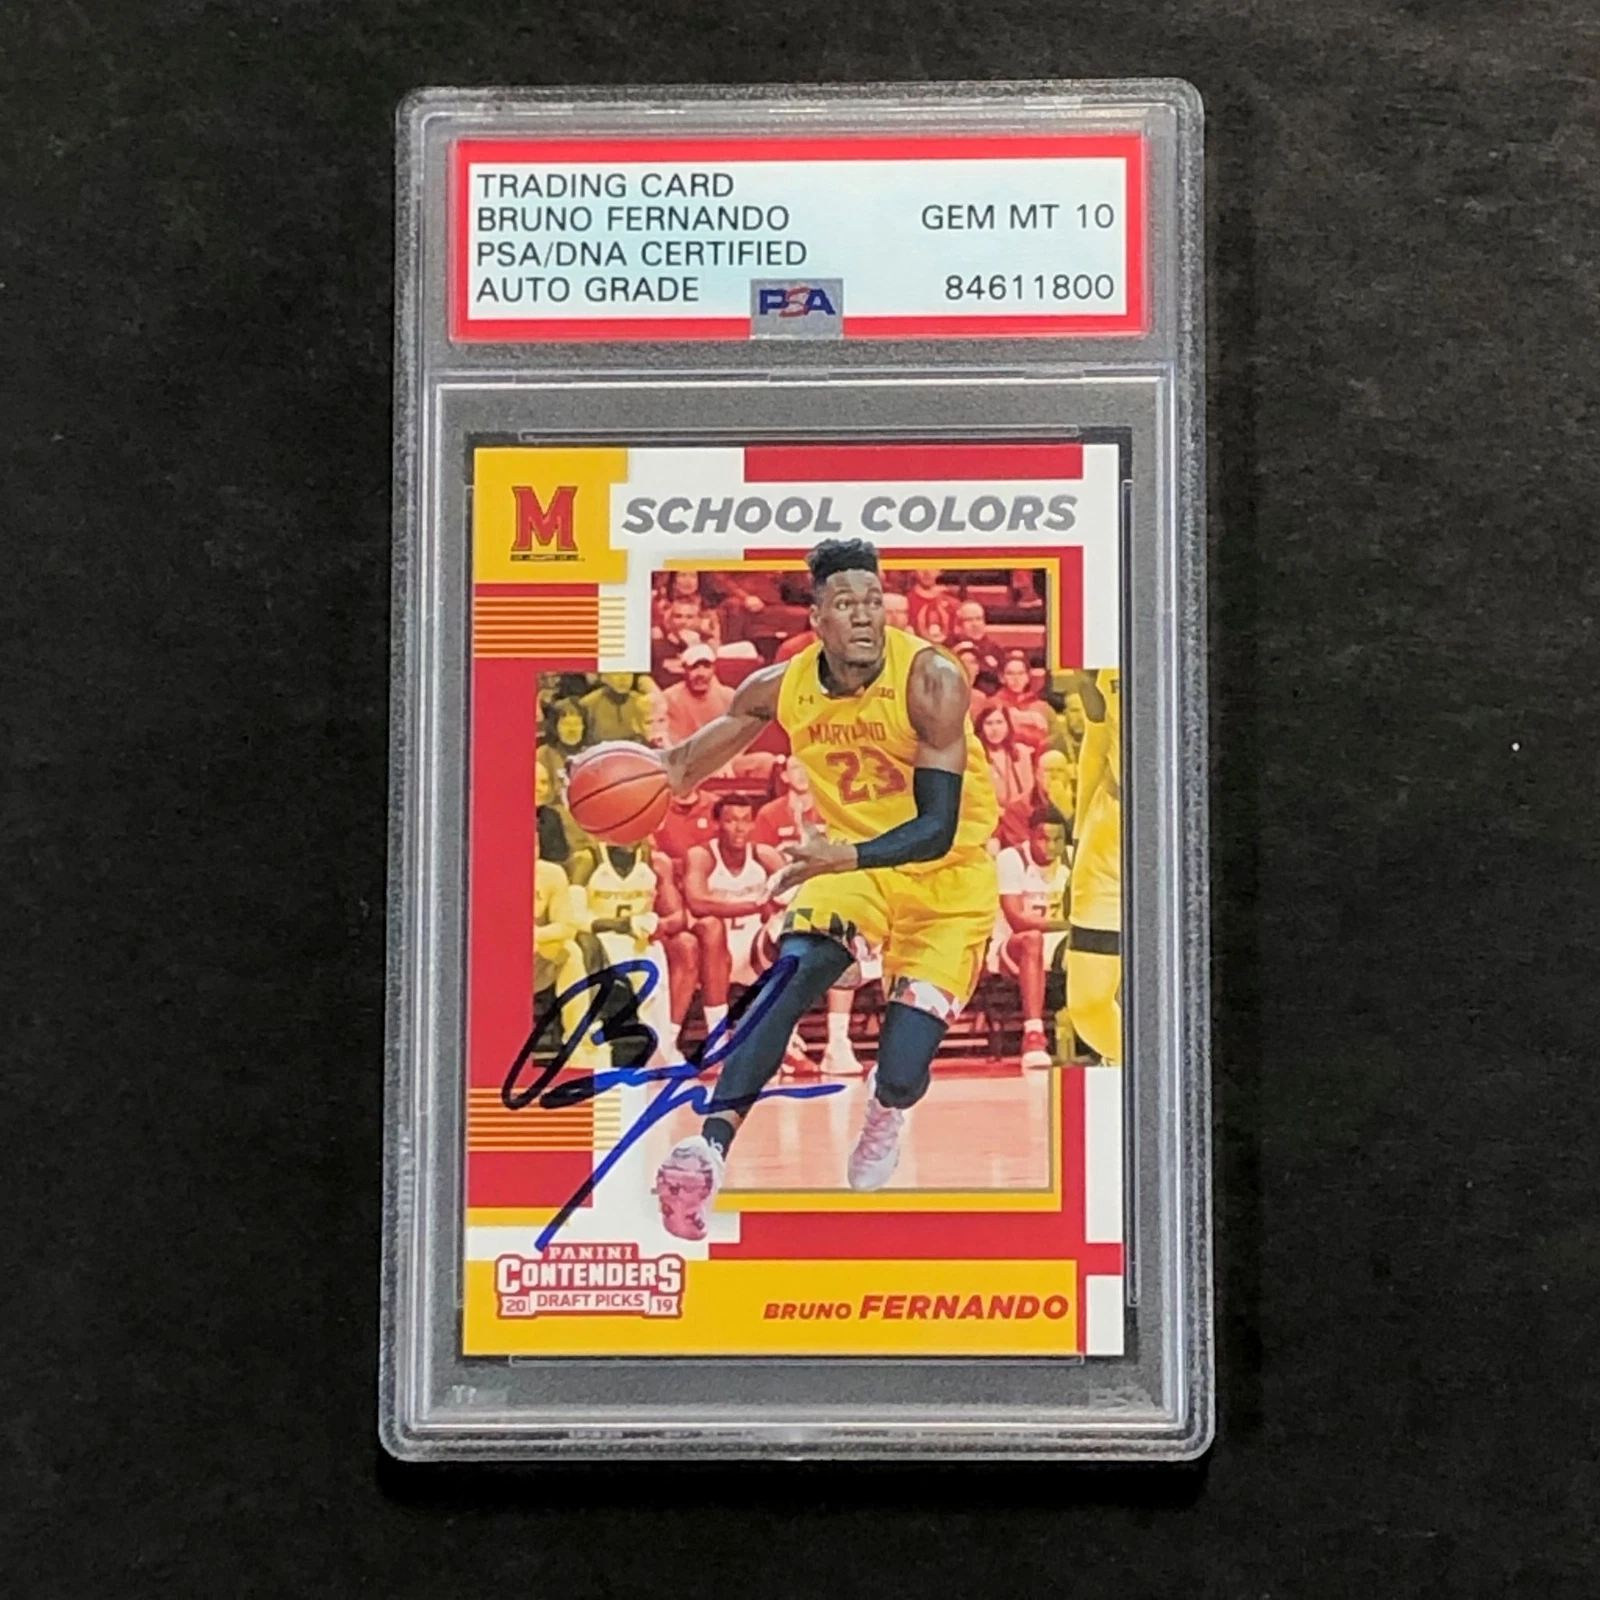 TRADING CARD
BRUNO FERNANDO
GEM MT 10
PSA/DNA CERTIFIED
AUTO GRADE
84611800
PSA
M
SCHOOL COLORS
MARYLAND
23
PANINI
CONTENDERS
20 DRAFT PICKS 19
BRUNO FERNANDO